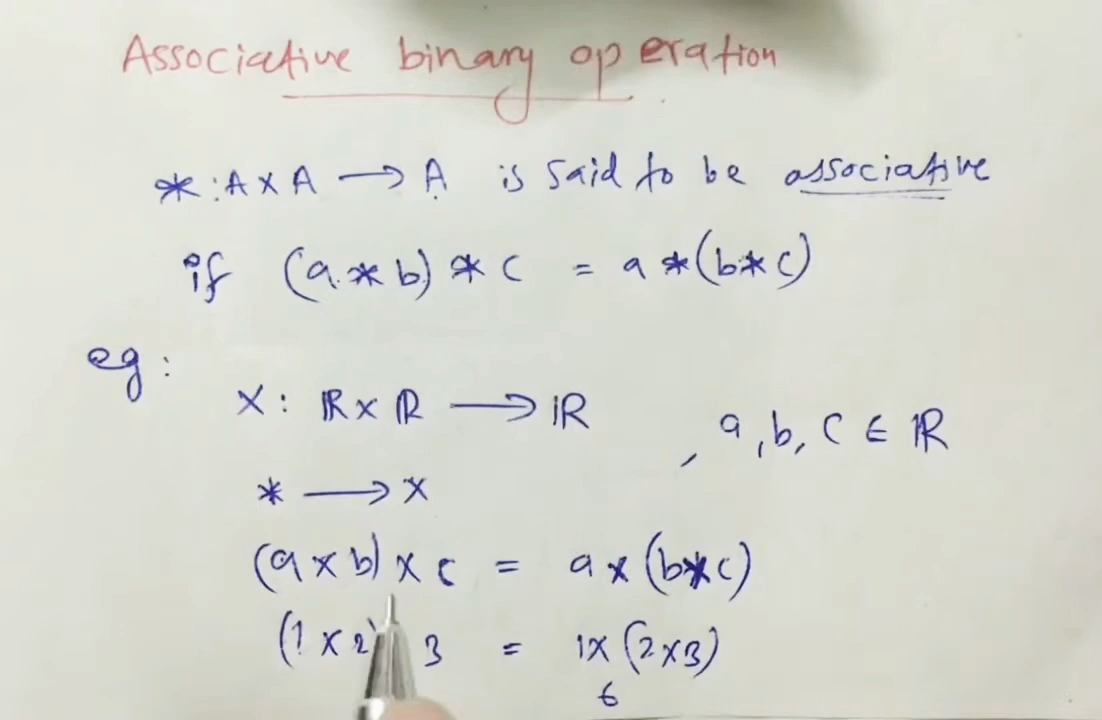 Associative binary operation
* : A × A → A is said to be associative
if (a * b) * c = a * (b * c)
eg :
× : ℝ × ℝ → ℝ , a, b, c ∈ ℝ
* → ×
(a × b) × c = a × (b * c)
(1 × 2) 3 = 1 × (2 × 3)
6